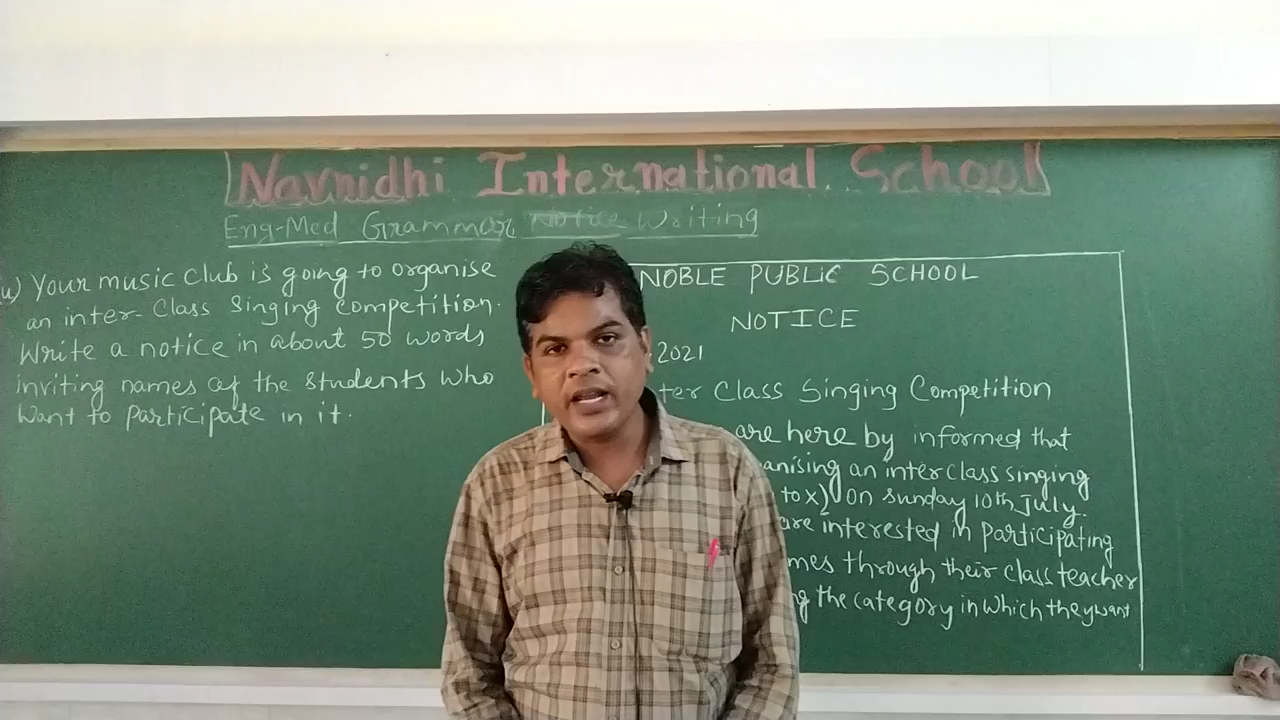 Navnidhi International School
Eng-Med Grammar Notice Writing
Your music club is going to organise
an inter-Class Singing competition.
Write a notice in about 50 words
inviting names of the students who
Want to participate in it.
NOBLE PUBLIC SCHOOL
NOTICE
2021
ter Class Singing Competition
are here by informed that
anising an inter class singing
to x) on sunday 10th July.
are interested in participating
mes through their class teacher
ng the category in which they want